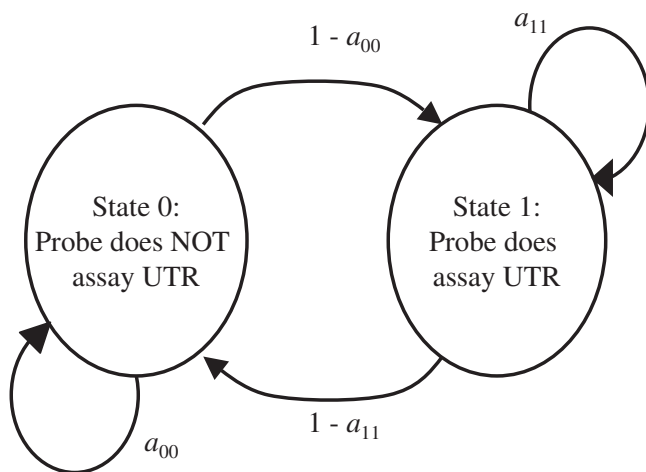 a₁₁
1 - a₀₀
State 0:
Probe does NOT
assay UTR
State 1:
Probe does
assay UTR
1 - a₁₁
a₀₀